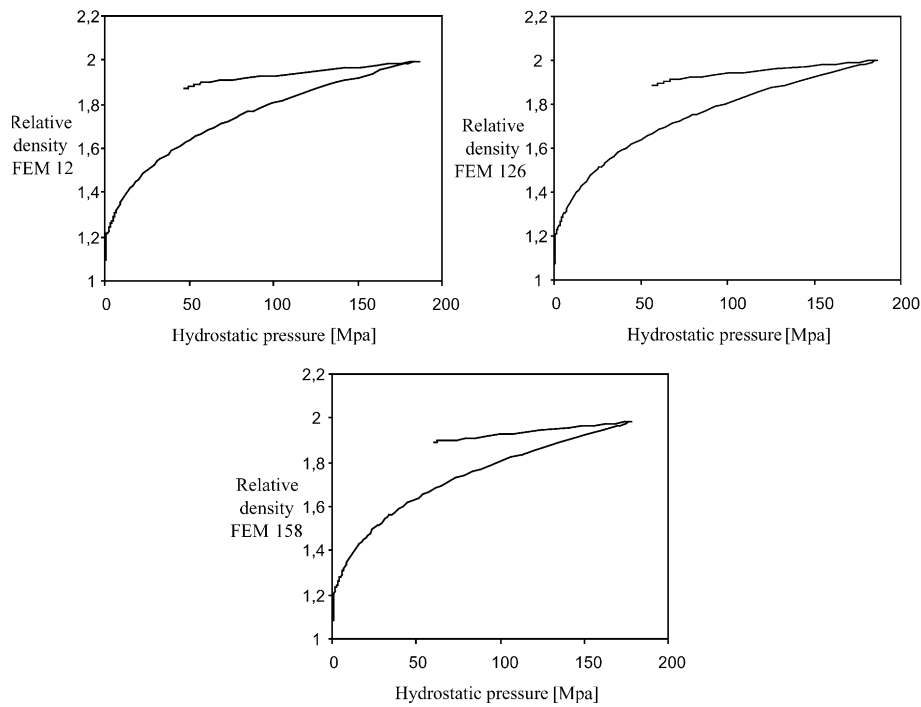 2,2
2
1,8
1,6
1,4
1,2
1
Relative
density
FEM 12
0 50 100 150 200
Hydrostatic pressure [Mpa]
2,2
2
1,8
1,6
1,4
1,2
1
Relative
density
FEM 126
0 50 100 150 200
Hydrostatic pressure [Mpa]
2,2
2
1,8
1,6
1,4
1,2
1
Relative
density
FEM 158
0 50 100 150 200
Hydrostatic pressure [Mpa]